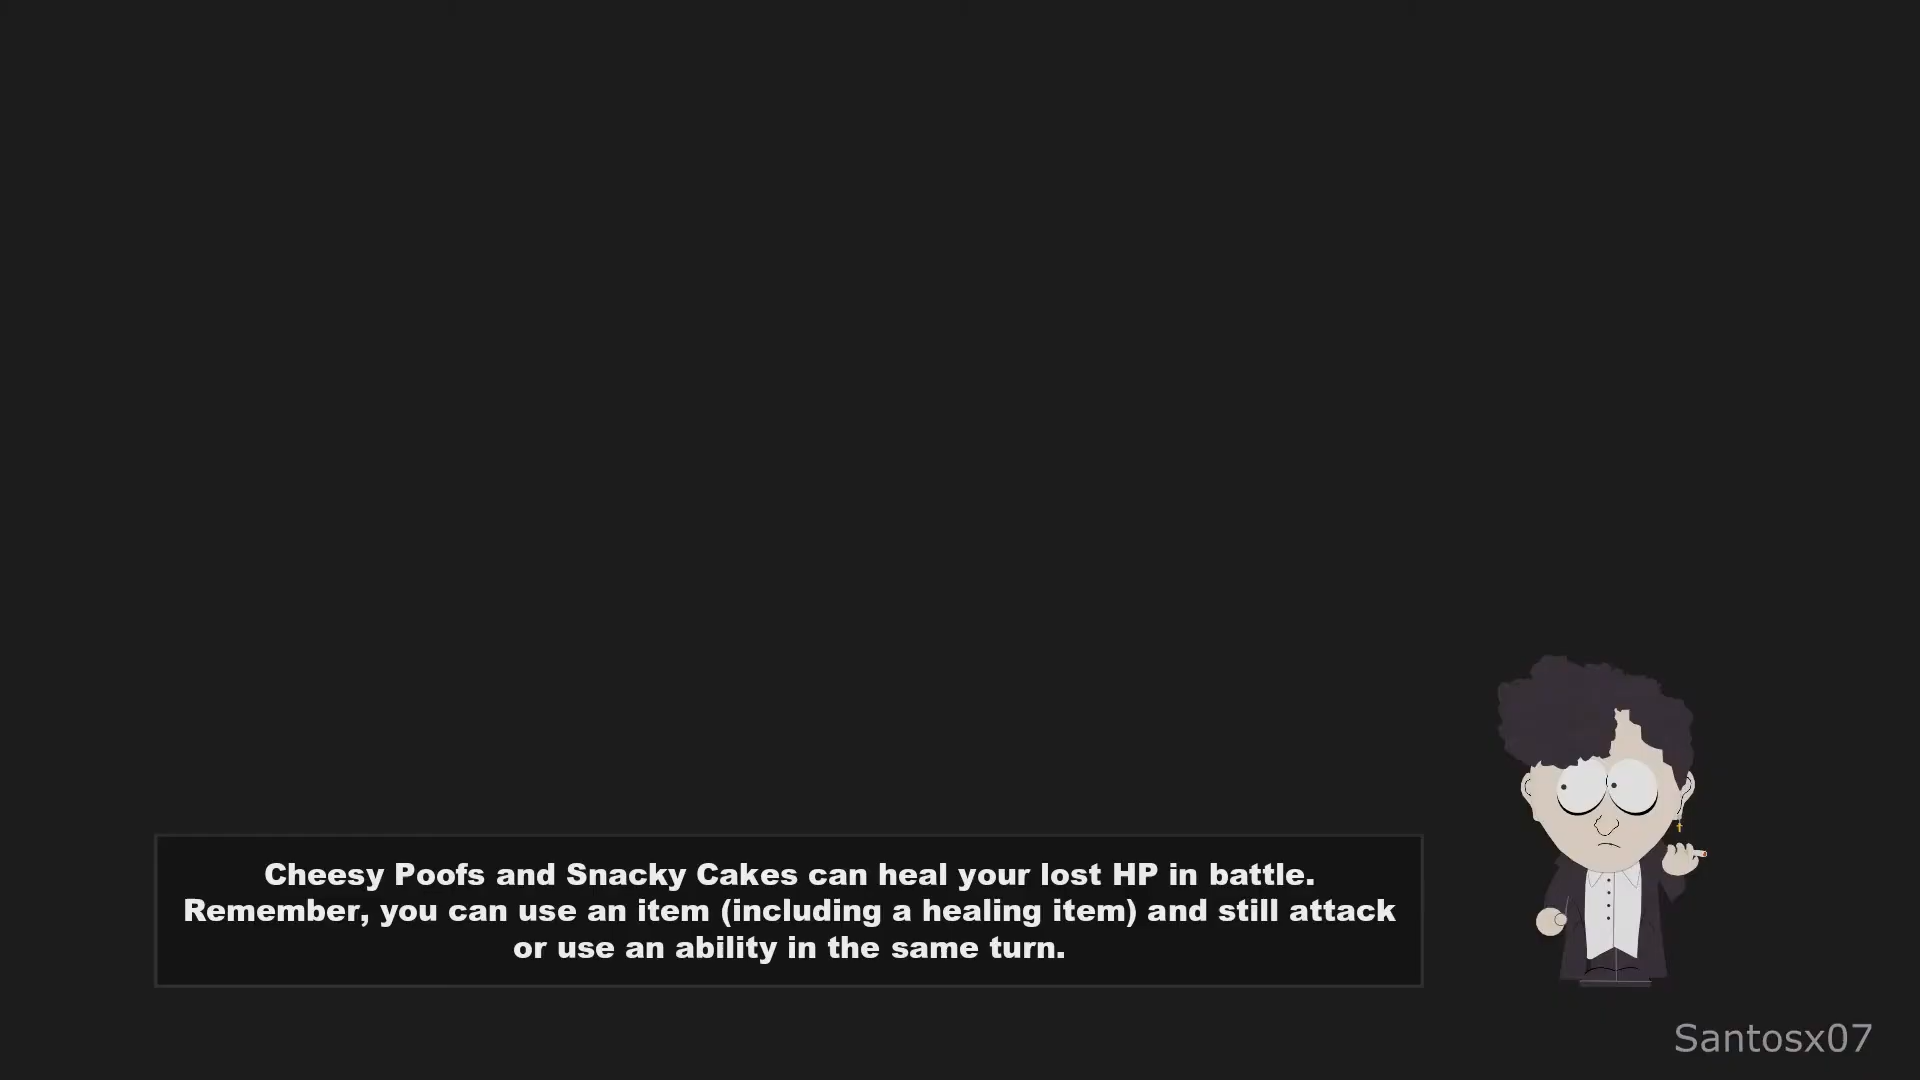 Cheesy Poofs and Snacky Cakes can heal your lost HP in battle.
Remember, you can use an item (including a healing item) and still attack
or use an ability in the same turn.
Santosx07